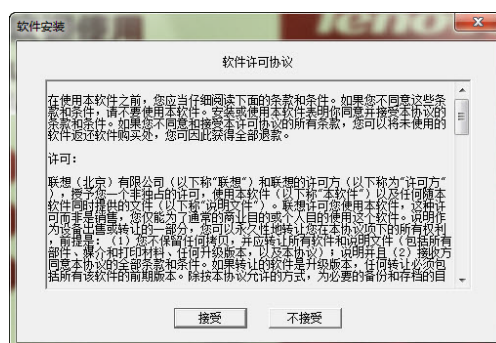 软件安装
软件许可协议
在使用本软件之前，您应当仔细阅读下面的条款和条件。如果您不同意这些条
款和条件，请不要使用本软件。安装或使用本软件表明你同意并接受本协议的
条款和条件。如果您不同意和接受本许可协议的所有条款，您可以将未使用的
软件返还软件购买处，您可因此获得全部退款。
许可：
联想（北京）有限公司（以下称“联想”）和联想的许可方（以下称为“许可方”
），授予您一个非独占的许可，使用本软件（以下称“本软件”）以及任何随本
软件同时提供的文件（以下称“说明文件”）。联想许可您使用本软件，这种许
可而非是销售，您仅能为了通常的商业目的或个人目的使用这个软件。说明作
为设备出售或转让的一部分，您可以永久性地转让您在本协议项下的所有权利
，前提是：（1）您不保留任何拷贝，并应转让所有软件和说明文件（包括所有
部件、媒介和打印材料、任何升级版本，以及本协议）；说明并且（2）接收方
同意本协议的全部条款和条件。如果转让的软件是升级版本，任何转让必须包
括所有该软件的前期版本。除按本协议允许的方式，为必要的备份和存档的目
接受
不接受